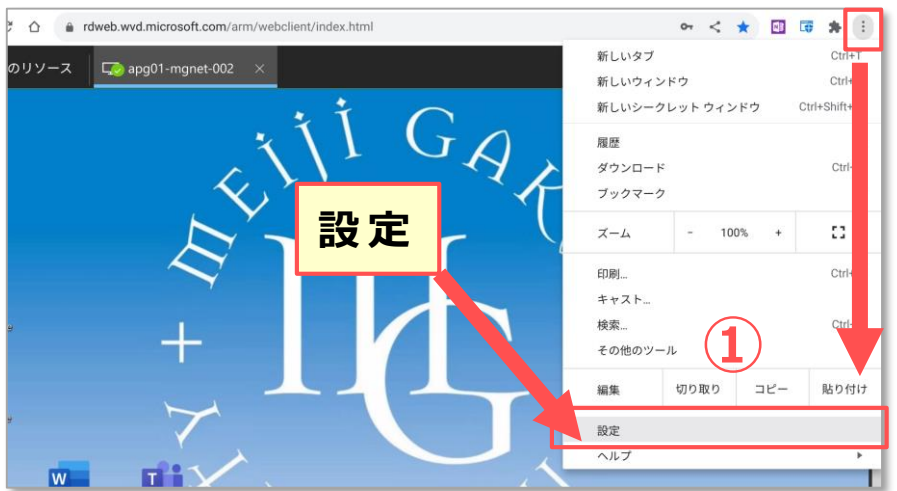 rdweb.wvd.microsoft.com/arm/webclient/index.html
のリソース
apg01-mgnet-002
新しいタブ Ctrl+T
新しいウィンドウ Ctrl+
新しいシークレット ウィンドウ Ctrl+Shift+
履歴
ダウンロード Ctrl+
ブックマーク
ズーム - 100% +
印刷... Ctrl+
キャスト...
検索... Ctrl+
その他のツール
①
編集 切り取り コピー 貼り付け
設定
ヘルプ
設定
MEIJI GAK
MG
W
T